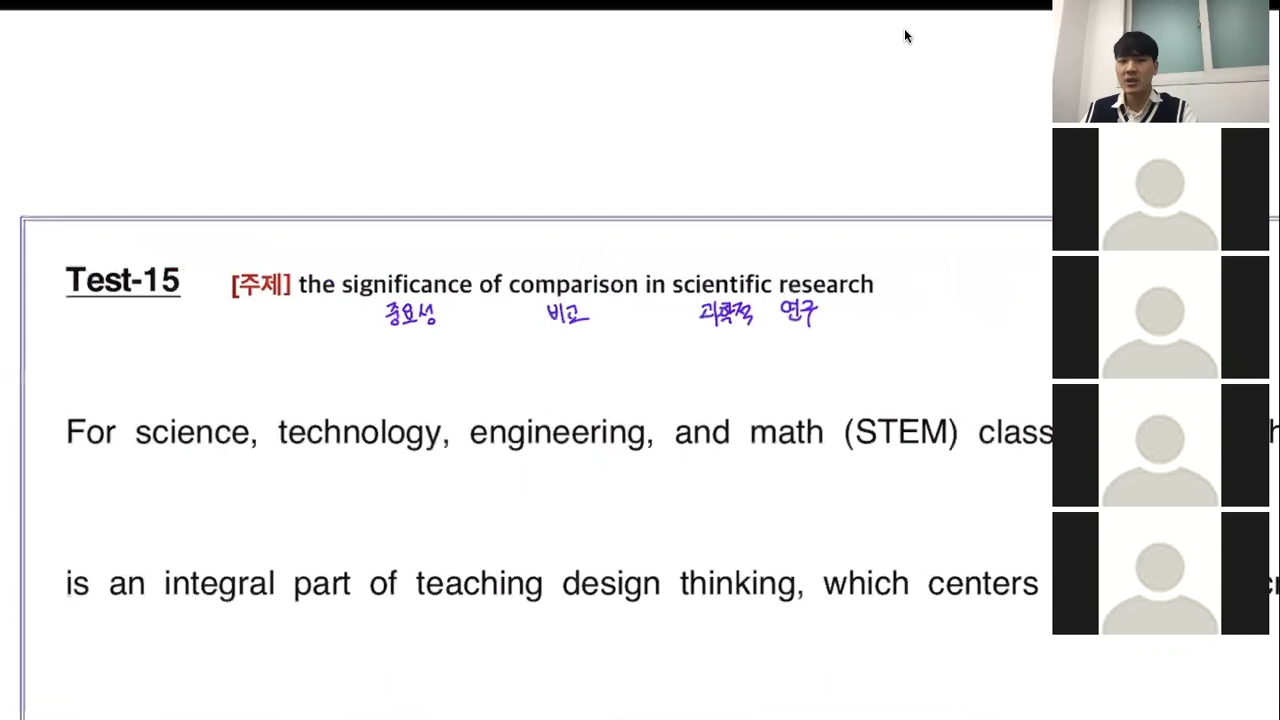 Test-15 [주제] the significance of comparison in scientific research
중요성 비교 과학적 연구
For science, technology, engineering, and math (STEM) class
is an integral part of teaching design thinking, which centers